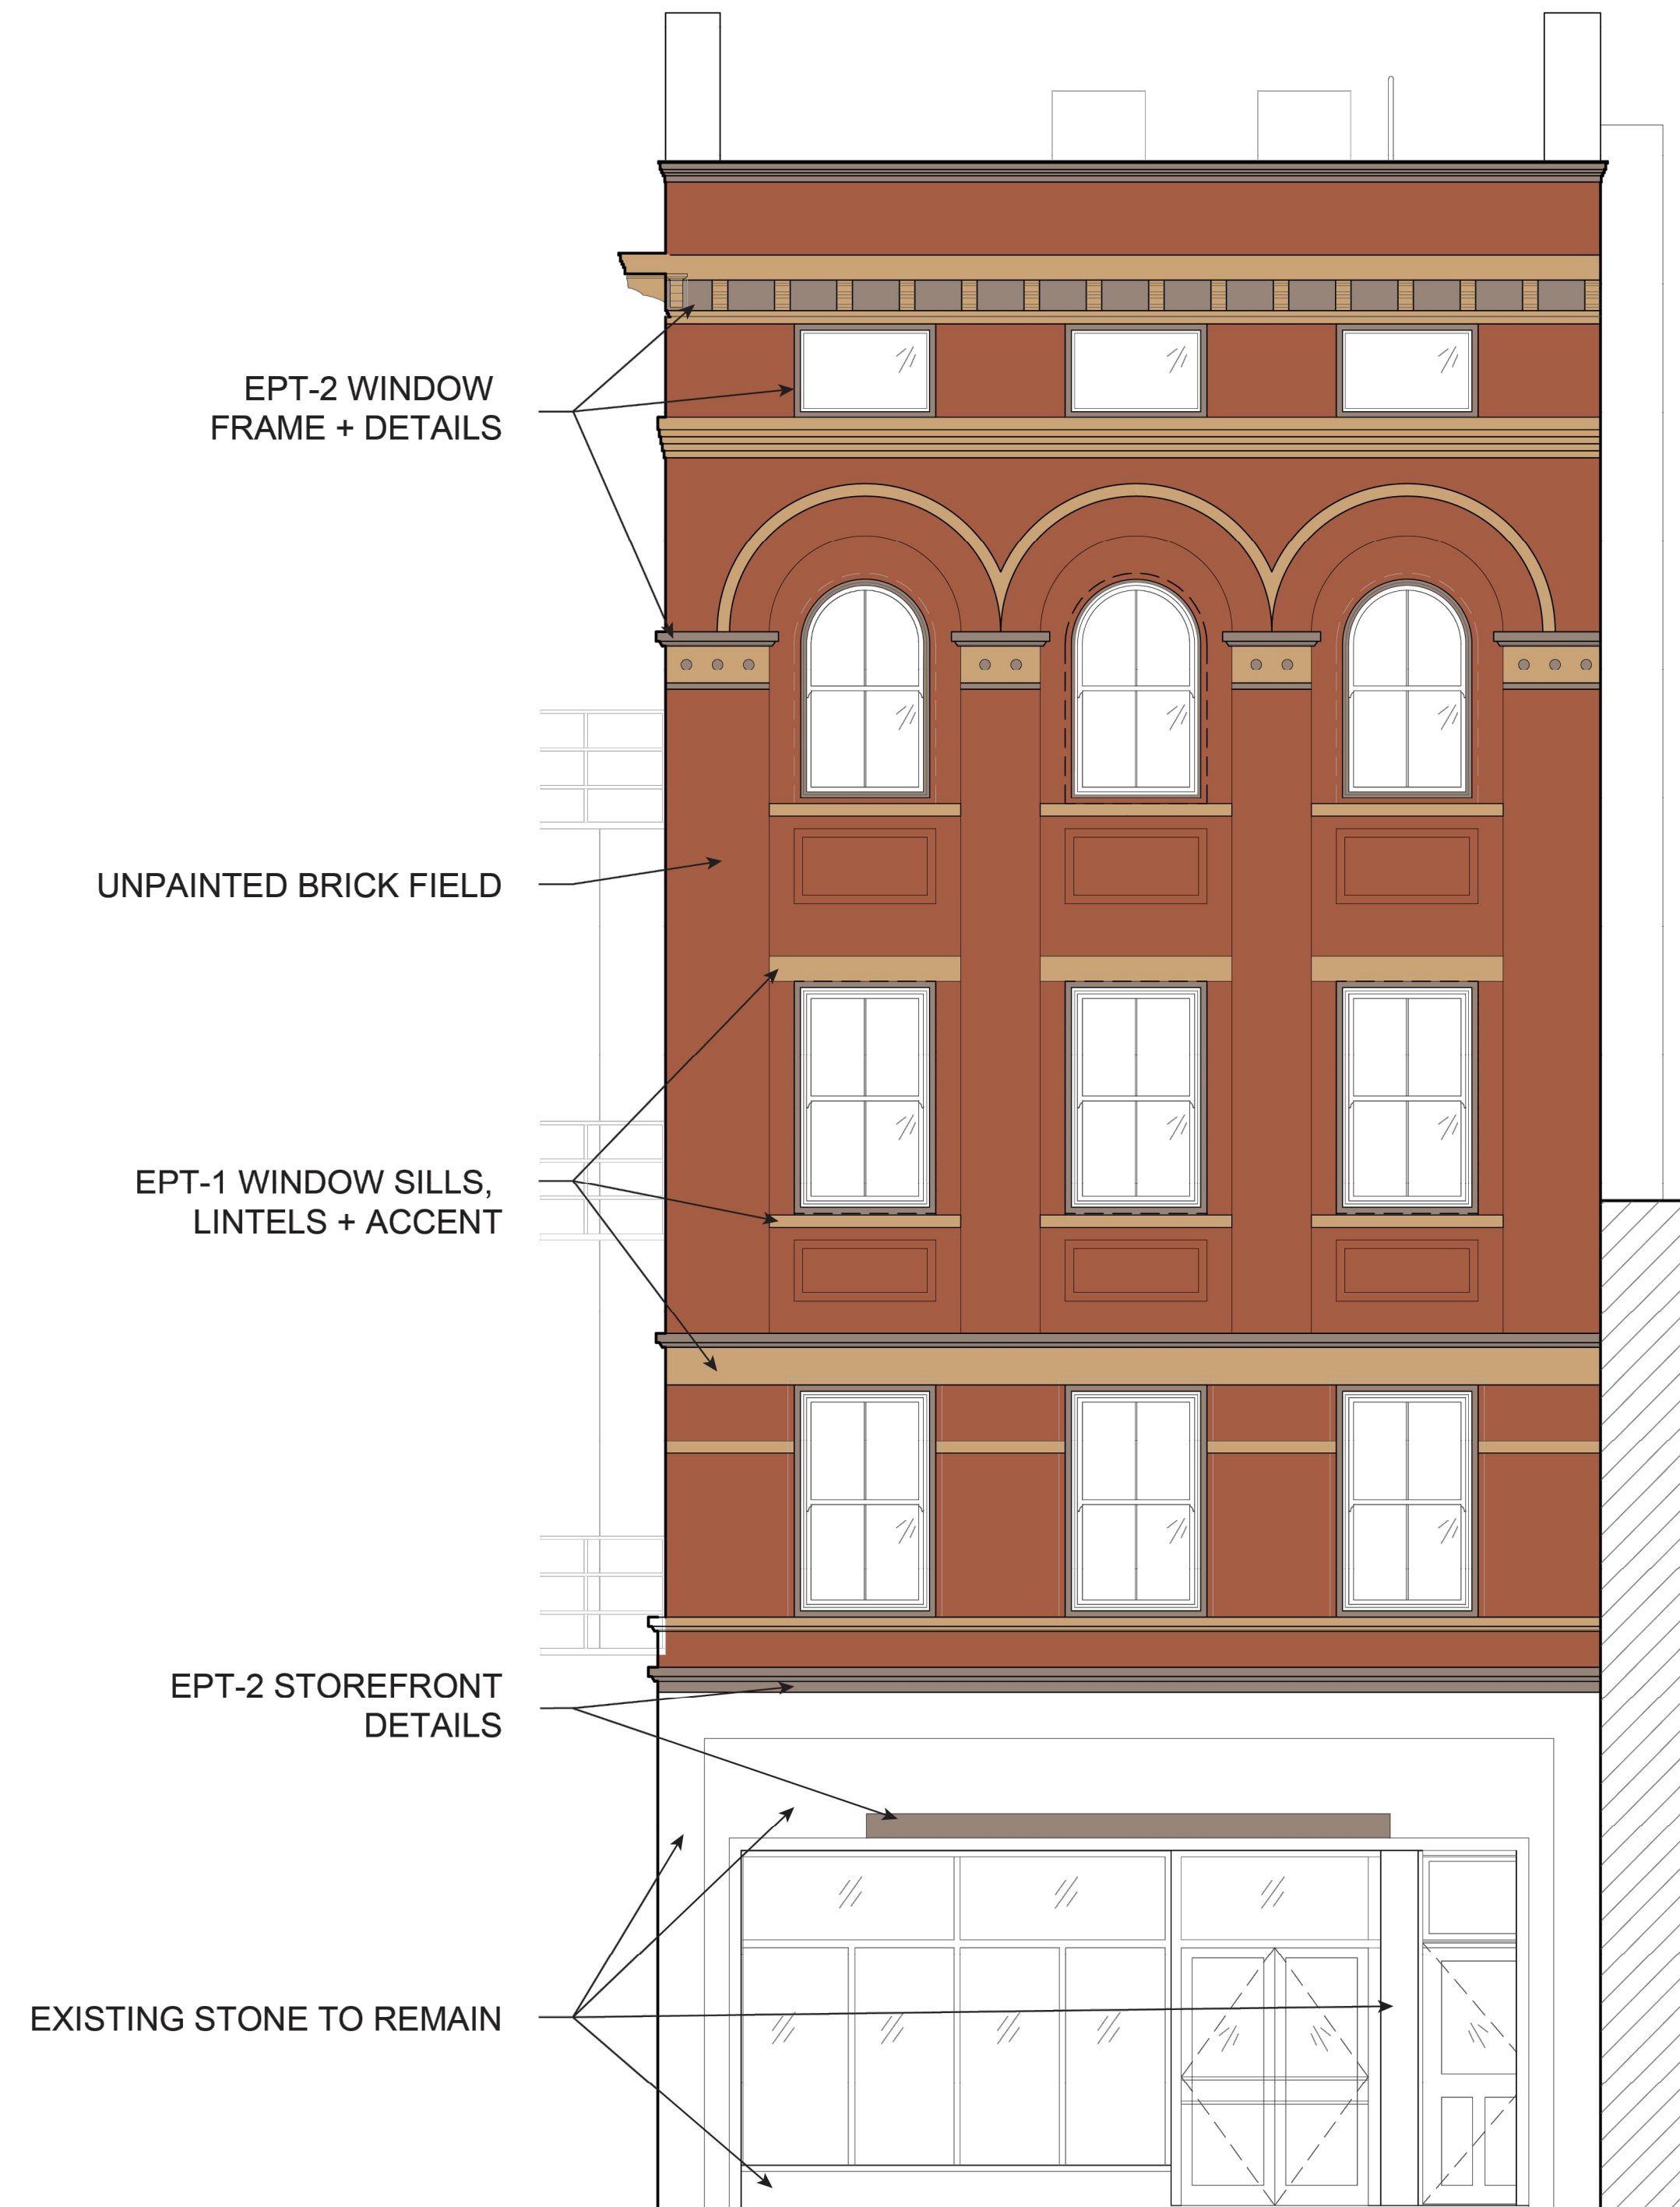 EPT-2 WINDOW
FRAME + DETAILS
UNPAINTED BRICK FIELD
EPT-1 WINDOW SILLS,
LINTELS + ACCENT
EPT-2 STOREFRONT
DETAILS
EXISTING STONE TO REMAIN